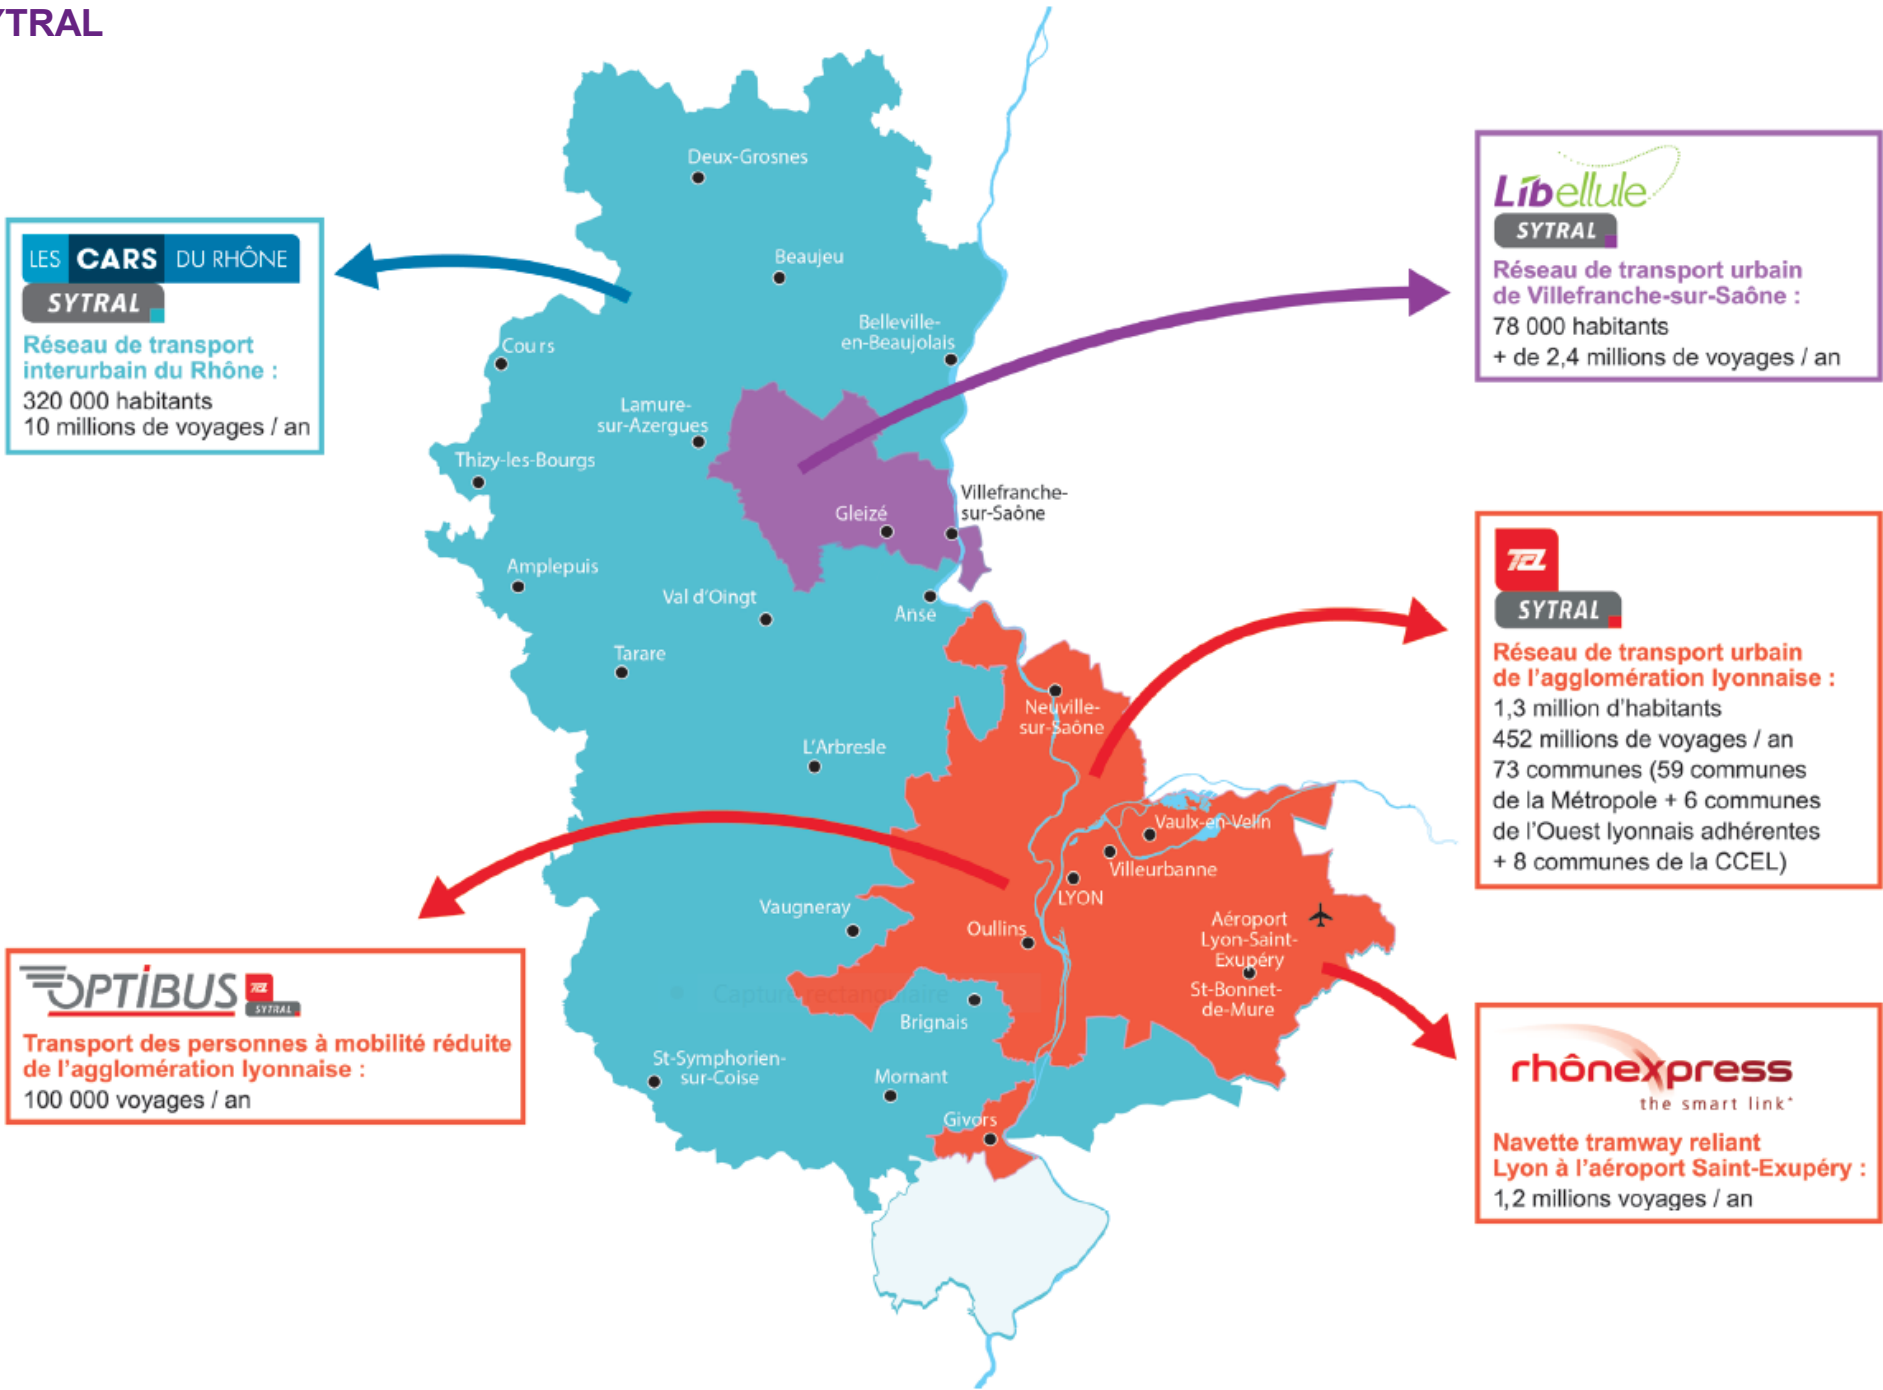 YTRAL
LES CARS DU RHÔNE
SYTRAL
Réseau de transport
interurbain du Rhône :
320 000 habitants
10 millions de voyages / an
Libellule
SYTRAL
Réseau de transport urbain
de Villefranche-sur-Saône :
78 000 habitants
+ de 2,4 millions de voyages / an
Deux-Grosnes
Beaujeu
Belleville-
en-Beaujolais
Cours
Lamure-
sur-Azergues
Thizy-les-Bourgs
Villefranche-
sur-Saône
Gleizé
Amplepuis
Val d'Oingt
Anse
Tarare
Neuville-
sur-Saône
L'Arbresle
Vaulx-en-Velin
Villeurbanne
LYON
Vaugneray
Oullins
Aéroport
Lyon-Saint-
Exupéry
St-Bonnet-
de-Mure
Capture rectangulaire
Brignais
St-Symphorien-
sur-Coise
Mornant
Givors
TCL
SYTRAL
Réseau de transport urbain
de l'agglomération lyonnaise :
1,3 million d'habitants
452 millions de voyages / an
73 communes (59 communes
de la Métropole + 6 communes
de l'Ouest lyonnais adhérentes
+ 8 communes de la CCEL)
OPTIBUS TCL
SYTRAL
Transport des personnes à mobilité réduite
de l'agglomération lyonnaise :
100 000 voyages / an
rhônexpress
the smart link*
Navette tramway reliant
Lyon à l'aéroport Saint-Exupéry :
1,2 millions voyages / an